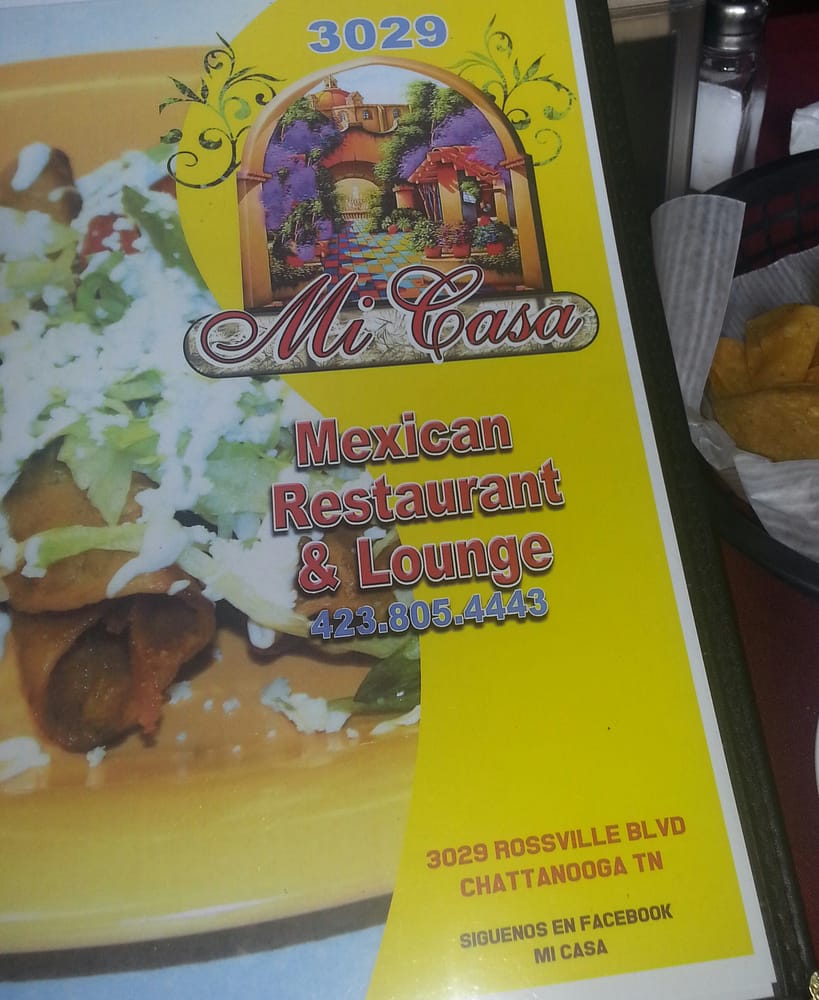 3029
Mi Casa
Mexican
Restaurant
& Lounge
423.805.4443
3029 ROSSVILLE BLVD
CHATTANOOGA TN
SIGUENOS EN FACEBOOK
MI CASA